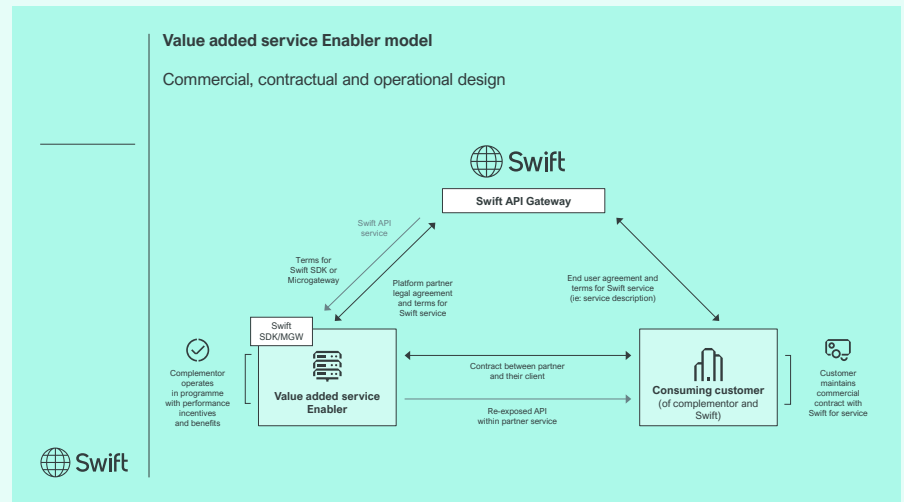 Value added service Enabler model
Commercial, contractual and operational design
Swift
Swift API Gateway
Swift API
service
Terms for
Swift SDK or
Microgateway
Platform partner
legal agreement
and terms for
Swift service
End user agreement and
terms for Swift service
(ie: service description)
Swift
SDK/MGW
Complementor
operates
in programme
with performance
incentives
and benefits
Value added service
Enabler
Contract between partner
and their client
Re-exposed API
within partner service
Consuming customer
(of complementor and
Swift)
Customer
maintains
commercial
contract with
Swift for service
Swift